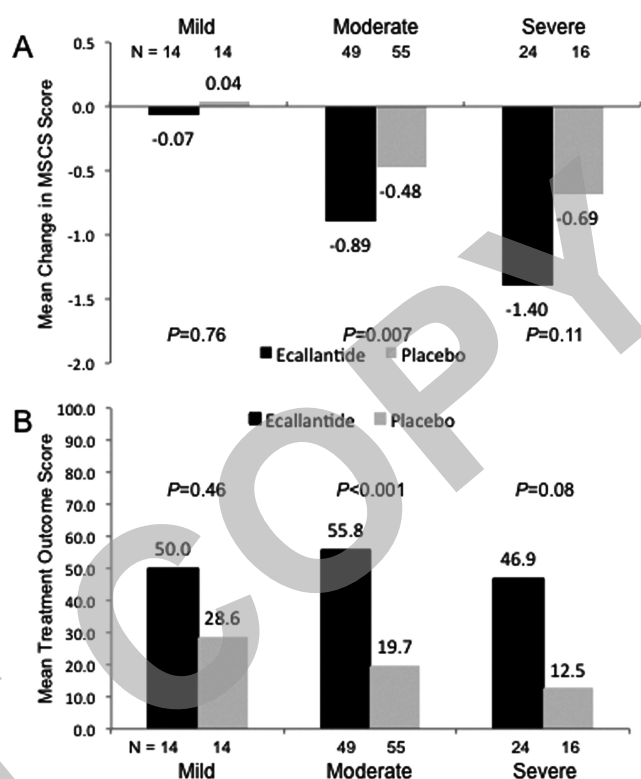 A
Mild Moderate Severe
N = 14 14 49 55 24 16
Mean Change in MSCS Score
0.5
0.0
-0.5
-1.0
-1.5
-2.0
0.04
-0.07
-0.48
-0.89
-0.69
-1.40
P=0.76 P=0.007 P=0.11
Ecallantide Placebo
B
Ecallantide Placebo
Mean Treatment Outcome Score
100.0
90.0
80.0
70.0
60.0
50.0
40.0
30.0
20.0
10.0
0.0
P=0.46 P<0.001 P=0.08
50.0 28.6 55.8 19.7 46.9 12.5
N = 14 14 49 55 24 16
Mild Moderate Severe
COPY